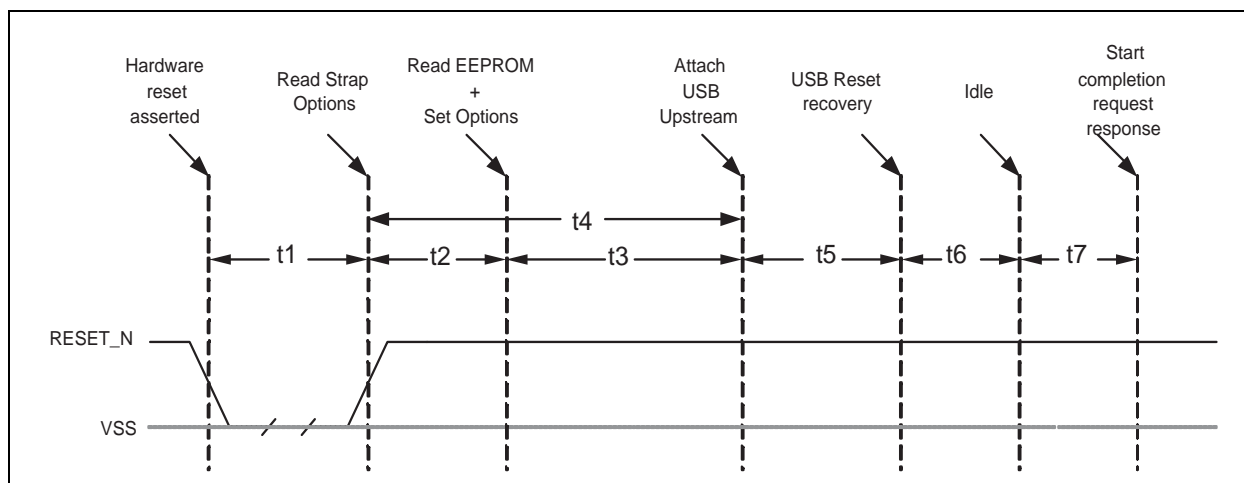 Hardware
reset
asserted
Read Strap
Options
Read EEPROM
+
Set Options
Attach
USB
Upstream
USB Reset
recovery
Idle
Start
completion
request
response
t4
t1
t2
t3
t5
t6
t7
RESET_N
VSS